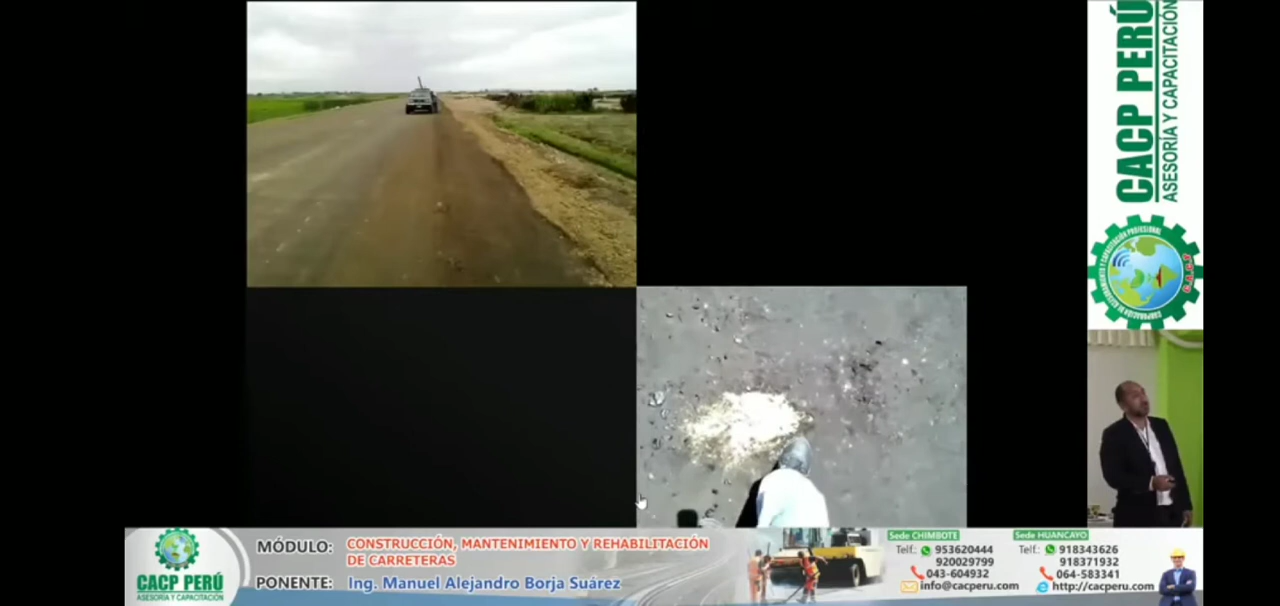 CACP PERÚ
ASESORÍA Y CAPACITACIÓN
C.A.C.P.
CACP PERÚ
ASESORÍA Y CAPACITACIÓN
MÓDULO: CONSTRUCCIÓN, MANTENIMIENTO Y REHABILITACIÓN
DE CARRETERAS
PONENTE: Ing. Manuel Alejandro Borja Suárez
Sede CHIMBOTE
Telf.: 953620444
920029799
043-604932
info@cacperu.com
Sede HUANCAYO
Telf.: 918343626
918371932
064-583341
http://cacperu.com